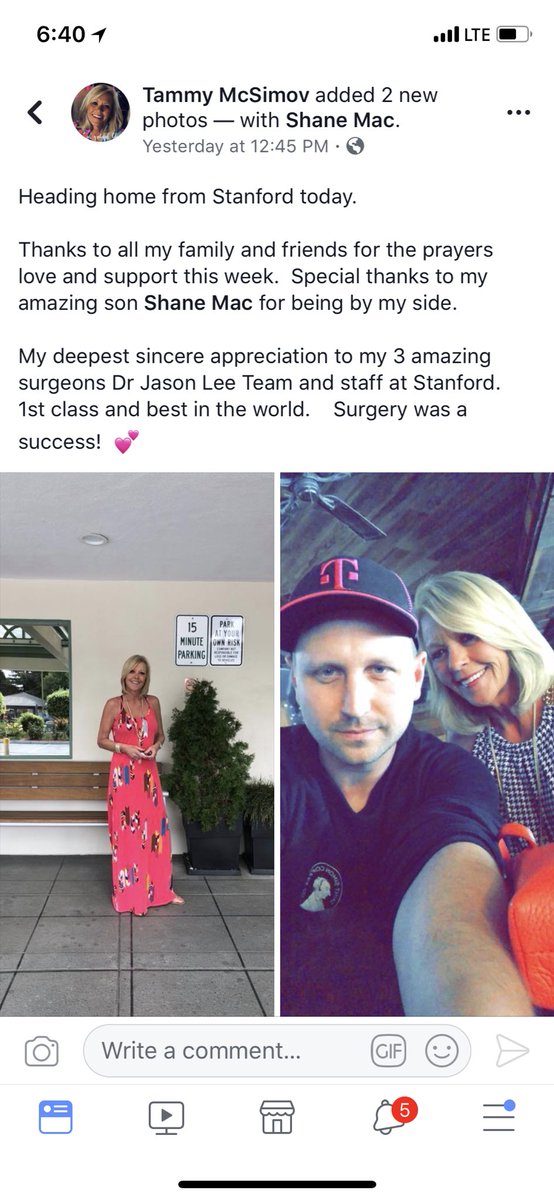 6:40
LTE
Tammy McSimov added 2 new
photos — with Shane Mac.
Yesterday at 12:45 PM ·
Heading home from Stanford today.
Thanks to all my family and friends for the prayers
love and support this week.  Special thanks to my
amazing son Shane Mac for being by my side.
My deepest sincere appreciation to my 3 amazing
surgeons Dr Jason Lee Team and staff at Stanford.
1st class and best in the world.    Surgery was a
success! 💕
15
MINUTE
PARKING
PARK
AT YOUR
OWN RISK
T
Write a comment...
GIF
5